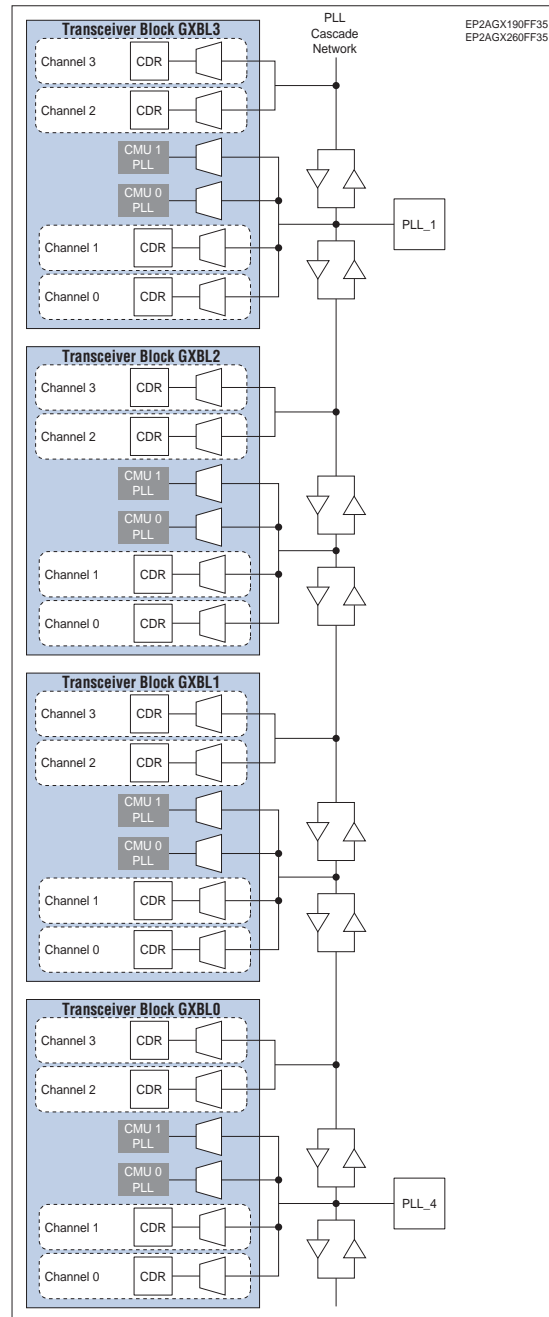 PLL
Cascade
Network
EP2AGX190FF35
EP2AGX260FF35
Transceiver Block GXBL3
Channel 3
CDR
Channel 2
CDR
CMU 1
PLL
CMU 0
PLL
PLL_1
Channel 1
CDR
Channel 0
CDR
Transceiver Block GXBL2
Channel 3
CDR
Channel 2
CDR
CMU 1
PLL
CMU 0
PLL
Channel 1
CDR
Channel 0
CDR
Transceiver Block GXBL1
Channel 3
CDR
Channel 2
CDR
CMU 1
PLL
CMU 0
PLL
Channel 1
CDR
Channel 0
CDR
Transceiver Block GXBL0
Channel 3
CDR
Channel 2
CDR
CMU 1
PLL
CMU 0
PLL
PLL_4
Channel 1
CDR
Channel 0
CDR